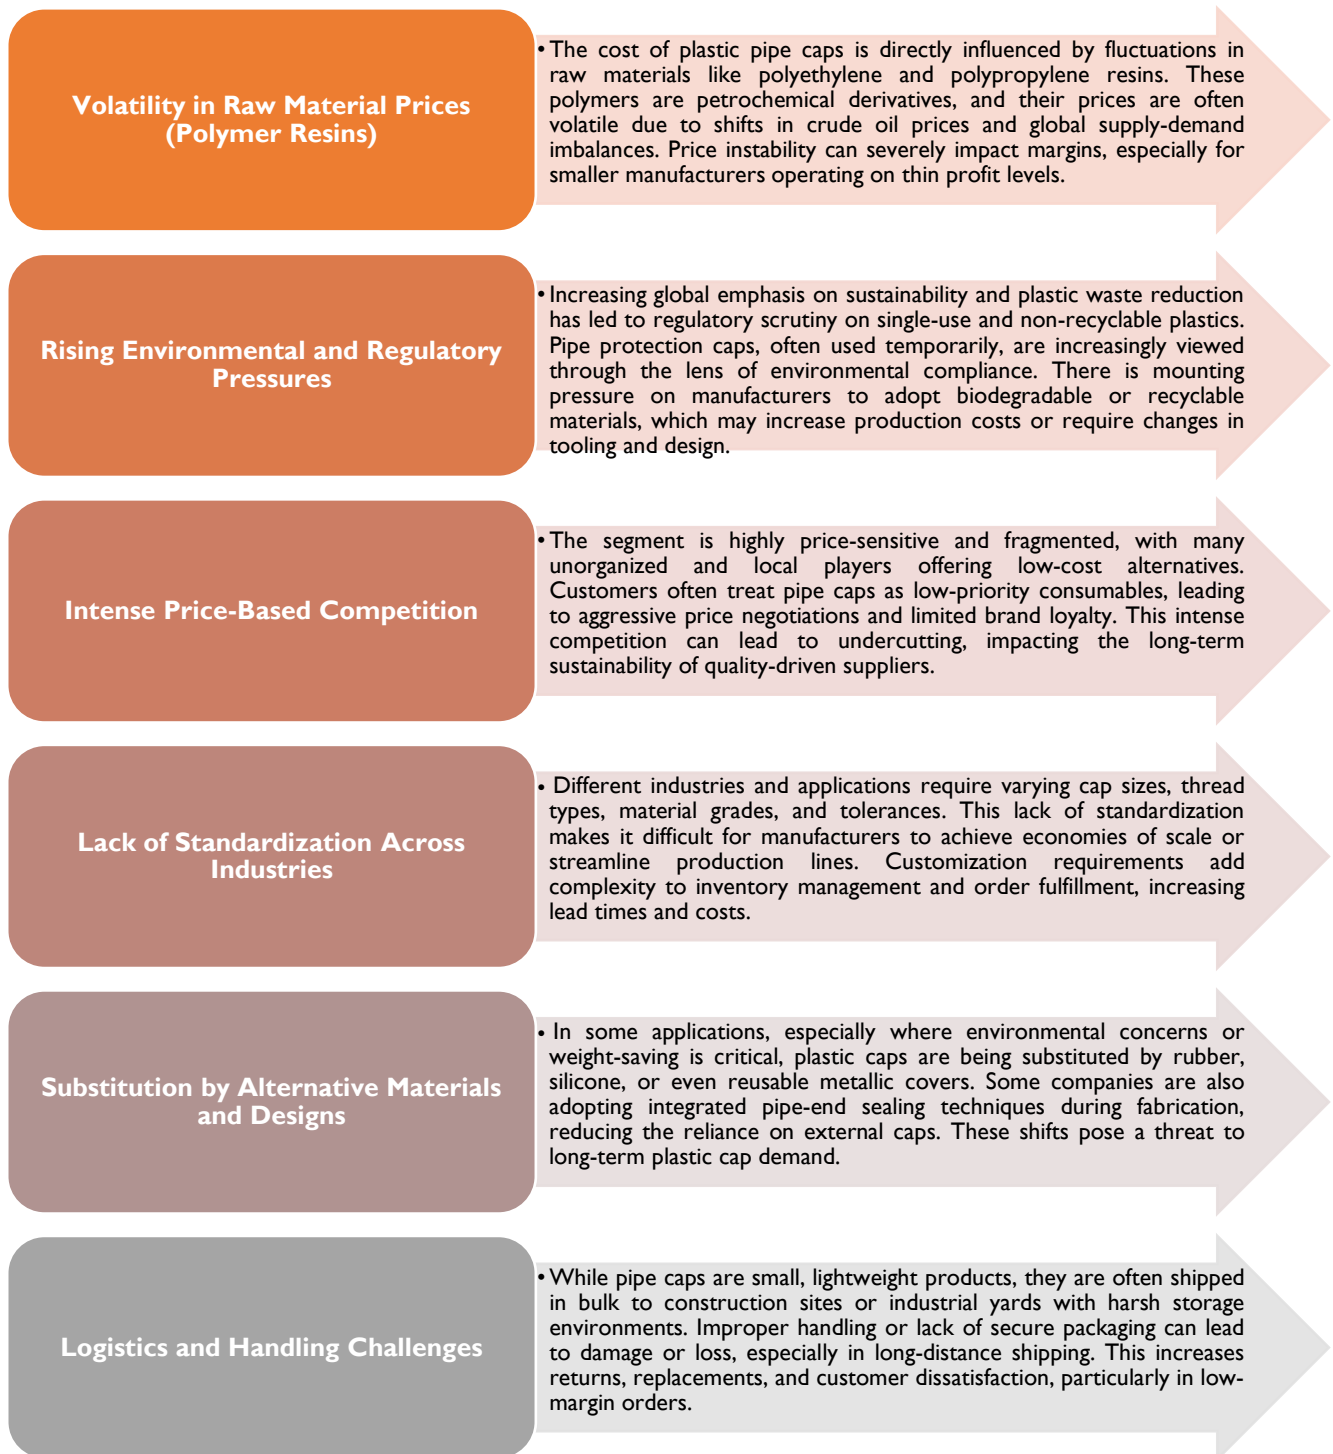 Volatility in Raw Material Prices
(Polymer Resins)
• The cost of plastic pipe caps is directly influenced by fluctuations in
raw materials like polyethylene and polypropylene resins. These
polymers are petrochemical derivatives, and their prices are often
volatile due to shifts in crude oil prices and global supply-demand
imbalances. Price instability can severely impact margins, especially for
smaller manufacturers operating on thin profit levels.
Rising Environmental and Regulatory
Pressures
• Increasing global emphasis on sustainability and plastic waste reduction
has led to regulatory scrutiny on single-use and non-recyclable plastics.
Pipe protection caps, often used temporarily, are increasingly viewed
through the lens of environmental compliance. There is mounting
pressure on manufacturers to adopt biodegradable or recyclable
materials, which may increase production costs or require changes in
tooling and design.
Intense Price-Based Competition
• The segment is highly price-sensitive and fragmented, with many
unorganized and local players offering low-cost alternatives.
Customers often treat pipe caps as low-priority consumables, leading
to aggressive price negotiations and limited brand loyalty. This intense
competition can lead to undercutting, impacting the long-term
sustainability of quality-driven suppliers.
Lack of Standardization Across
Industries
• Different industries and applications require varying cap sizes, thread
types, material grades, and tolerances. This lack of standardization
makes it difficult for manufacturers to achieve economies of scale or
streamline production lines. Customization requirements add
complexity to inventory management and order fulfillment, increasing
lead times and costs.
Substitution by Alternative Materials
and Designs
• In some applications, especially where environmental concerns or
weight-saving is critical, plastic caps are being substituted by rubber,
silicone, or even reusable metallic covers. Some companies are also
adopting integrated pipe-end sealing techniques during fabrication,
reducing the reliance on external caps. These shifts pose a threat to
long-term plastic cap demand.
Logistics and Handling Challenges
• While pipe caps are small, lightweight products, they are often shipped
in bulk to construction sites or industrial yards with harsh storage
environments. Improper handling or lack of secure packaging can lead
to damage or loss, especially in long-distance shipping. This increases
returns, replacements, and customer dissatisfaction, particularly in low-
margin orders.